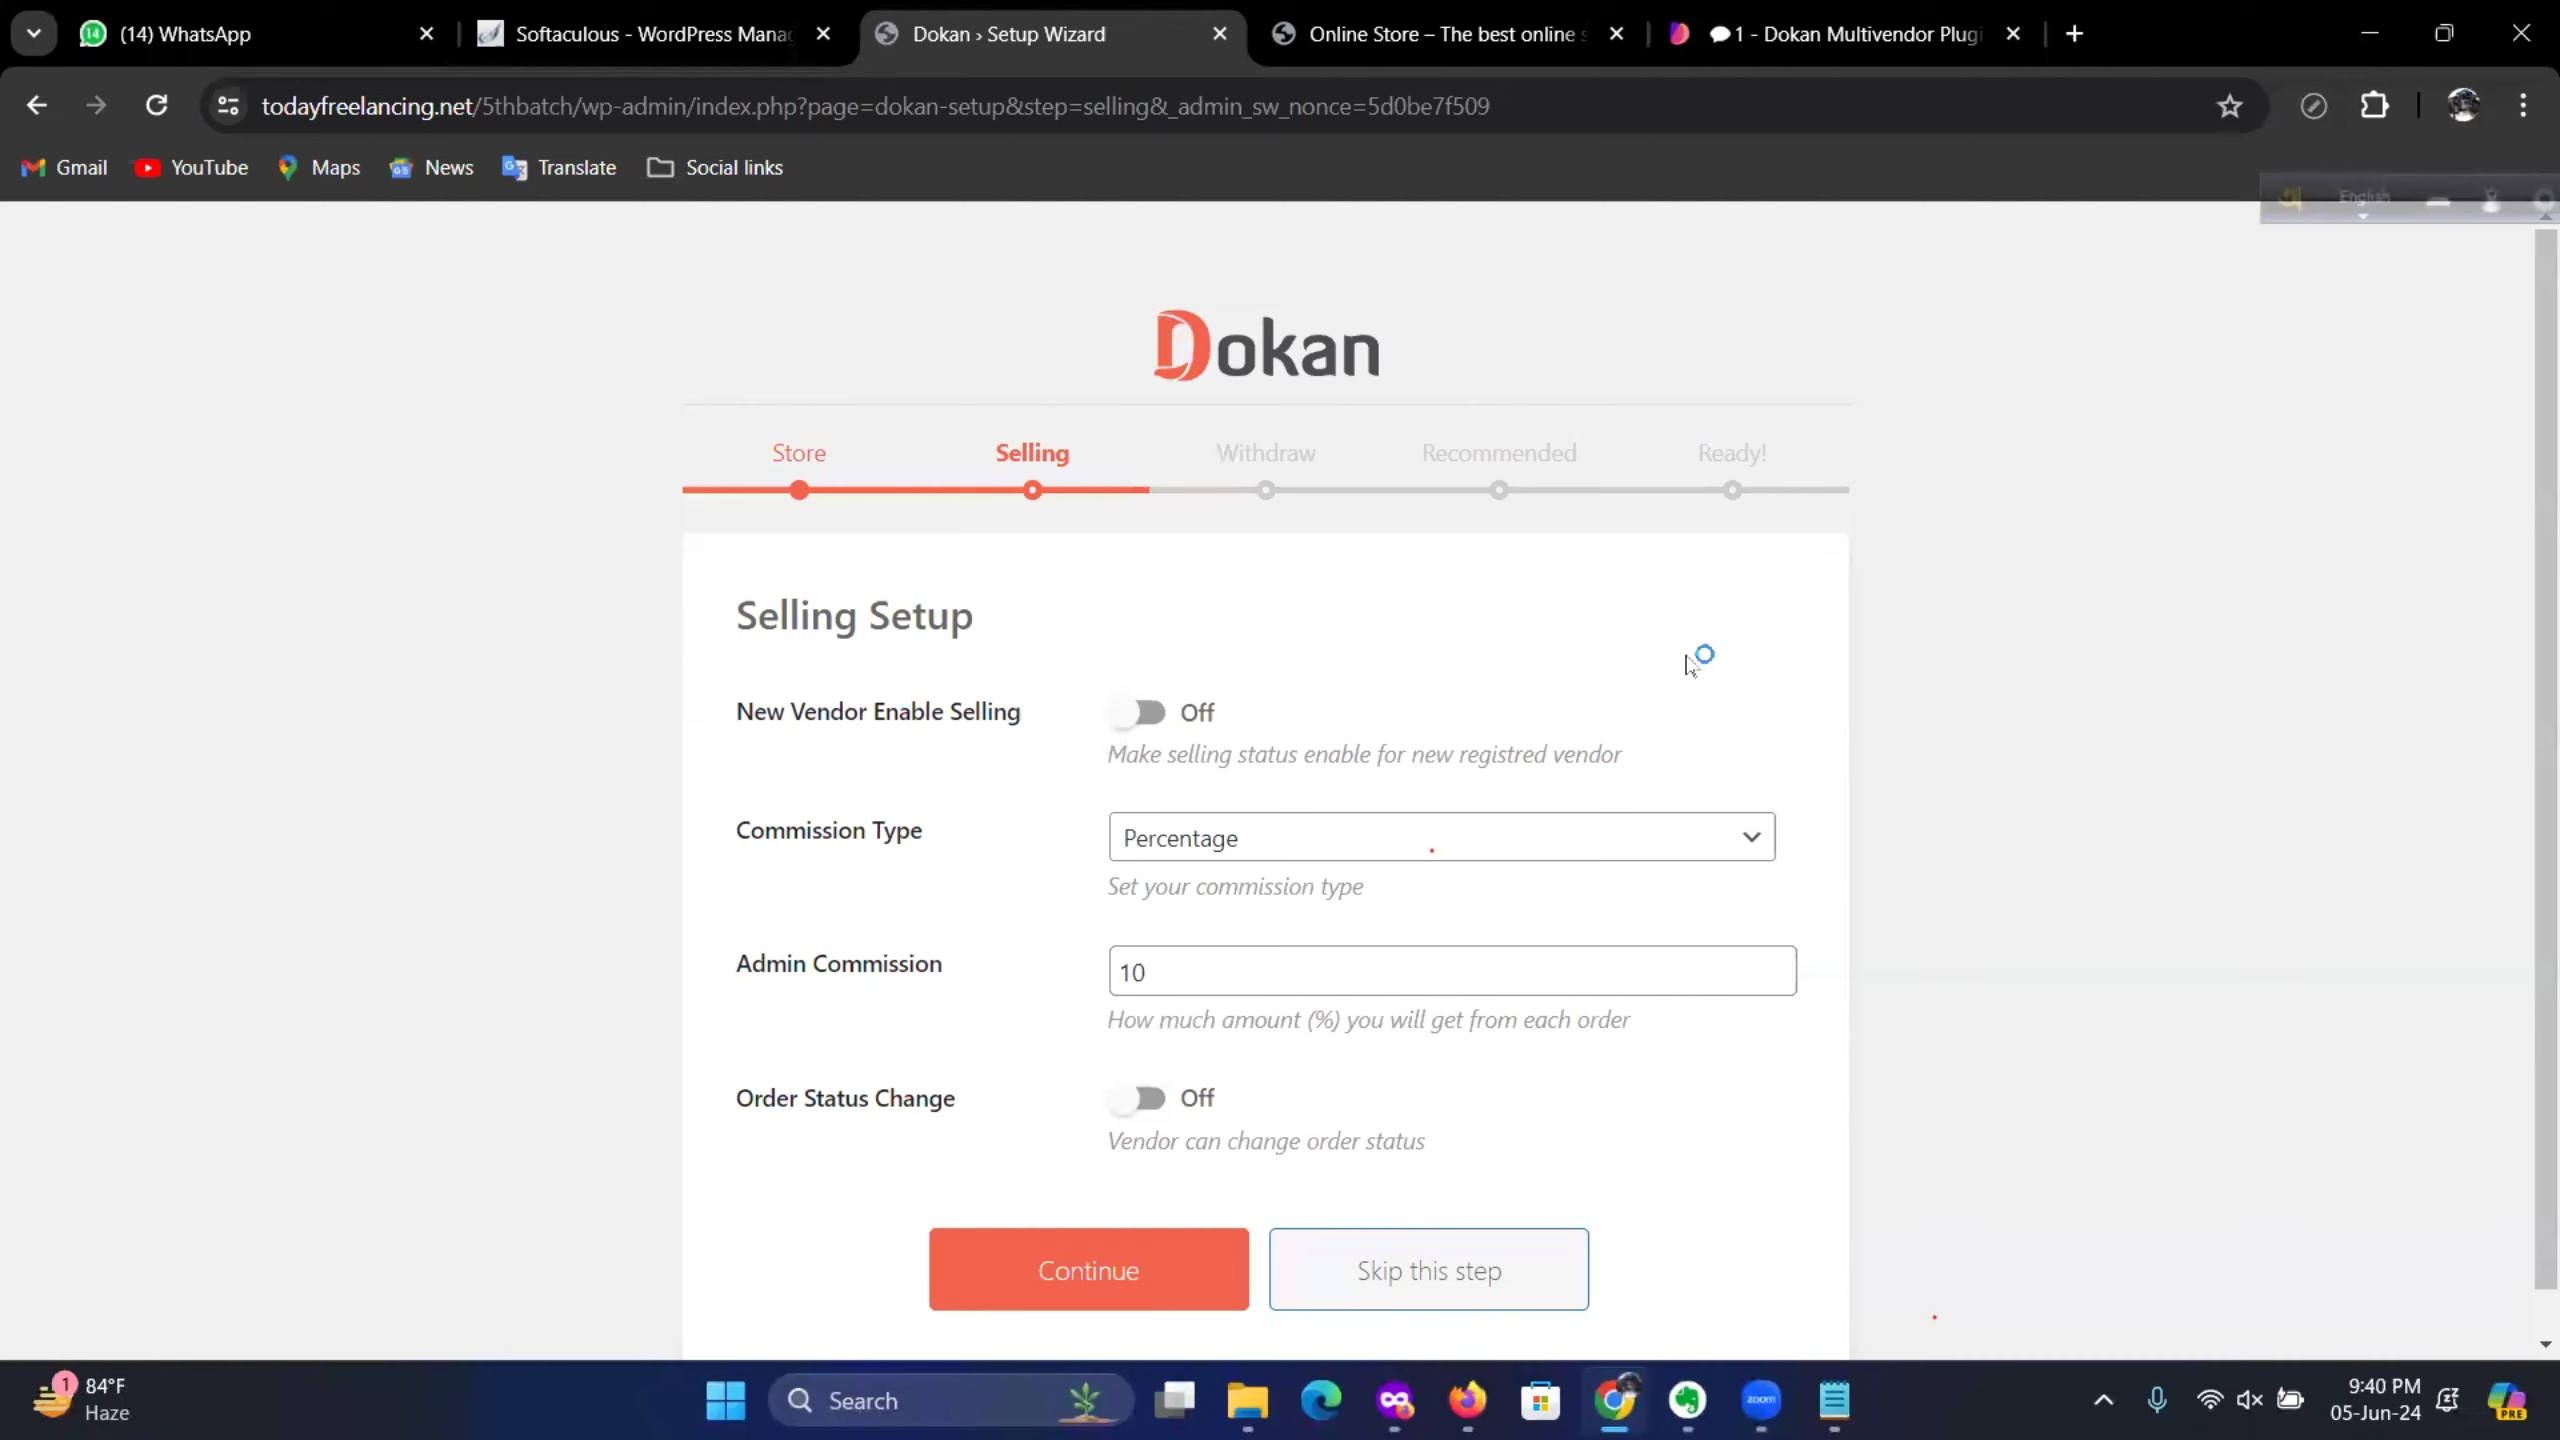 (14) WhatsApp
Softaculous - WordPress Manag
Dokan › Setup Wizard
Online Store – The best online s
1 - Dokan Multivendor Plugi
todayfreelancing.net/5thbatch/wp-admin/index.php?page=dokan-setup&step=selling&_admin_sw_nonce=5d0be7f509
Gmail
YouTube
Maps
News
Translate
Social links
English
Dokan
Store
Selling
Withdraw
Recommended
Ready!
Selling Setup
New Vendor Enable Selling
Off
Make selling status enable for new registred vendor
Commission Type
Percentage
Set your commission type
Admin Commission
10
How much amount (%) you will get from each order
Order Status Change
Off
Vendor can change order status
Continue
Skip this step
1
84°F
Haze
Search
zoom
PRE
9:40 PM
05-Jun-24